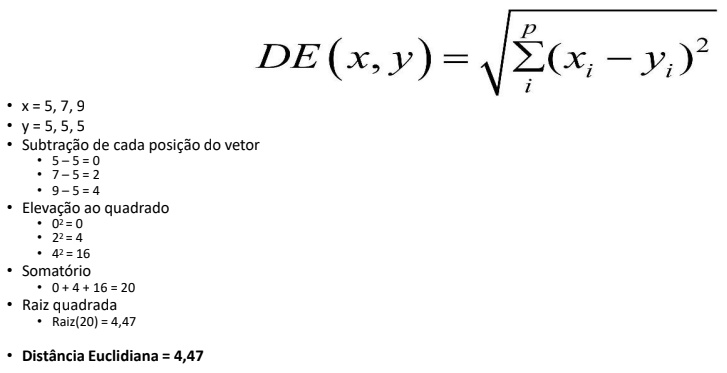 DE(x, y) = √ p ∑ i (xᵢ − yᵢ)²
• x = 5, 7, 9
• y = 5, 5, 5
• Subtração de cada posição do vetor
• 5 – 5 = 0
• 7 – 5 = 2
• 9 – 5 = 4
• Elevação ao quadrado
• 0² = 0
• 2² = 4
• 4² = 16
• Somatório
• 0 + 4 + 16 = 20
• Raiz quadrada
• Raiz(20) = 4,47
• Distância Euclidiana = 4,47